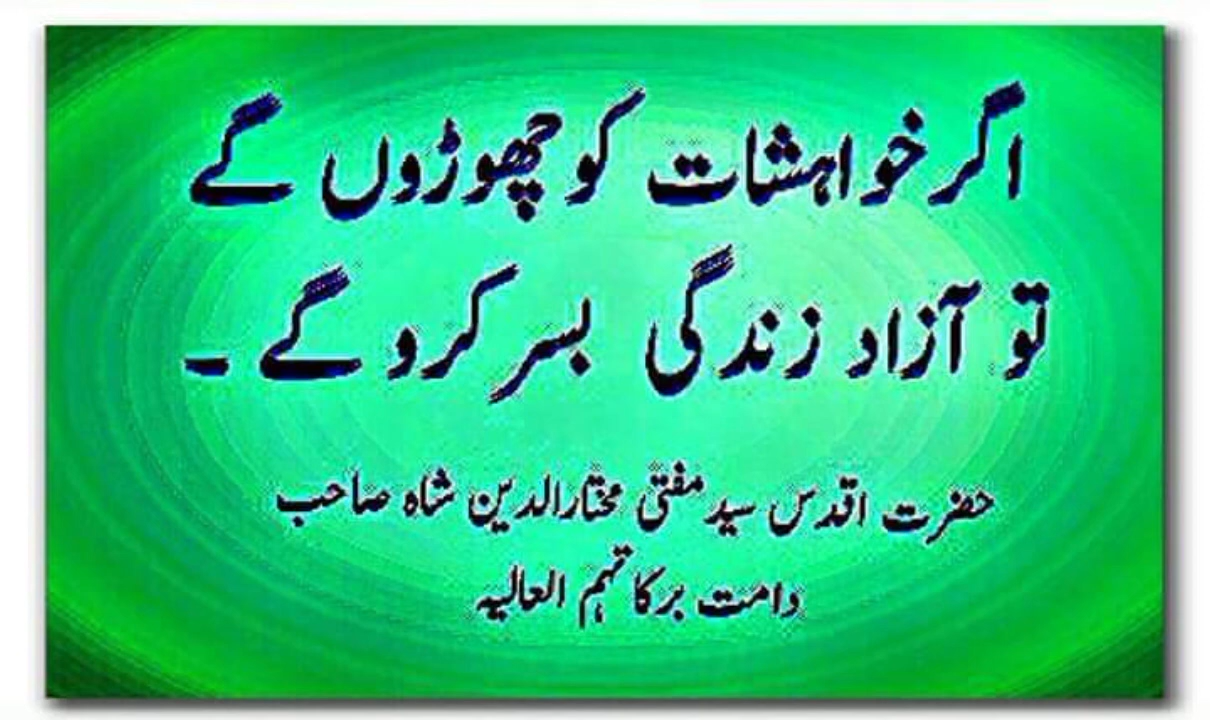 اگر خواہشات کو چھوڑوں گے
تو آزاد زندگی بسر کرو گے ۔
حضرت اقدس سید مفتی مختار الدین شاہ صاحب
دامت برکاتہم العالیہ